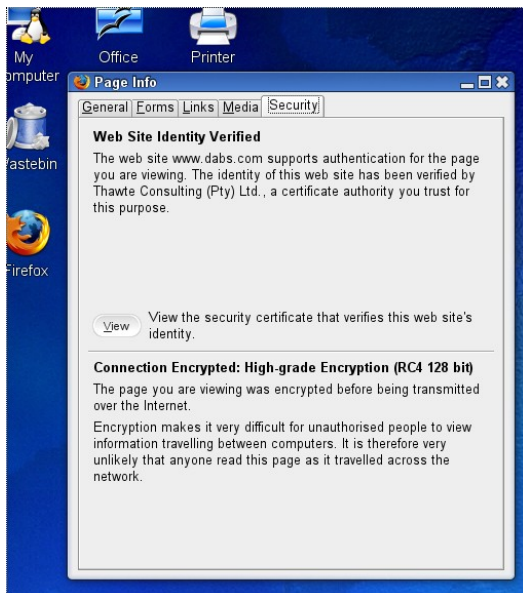 My
Office
Printer
omputer
Page Info
General Forms Links Media Security
Web Site Identity Verified
The web site www.dabs.com supports authentication for the page
you are viewing. The identity of this web site has been verified by
Thawte Consulting (Pty) Ltd., a certificate authority you trust for
this purpose.
astebin
Firefox
View
View the security certificate that verifies this web site's
identity.
Connection Encrypted: High-grade Encryption (RC4 128 bit)
The page you are viewing was encrypted before being transmitted
over the Internet.
Encryption makes it very difficult for unauthorised people to view
information travelling between computers. It is therefore very
unlikely that anyone read this page as it travelled across the
network.